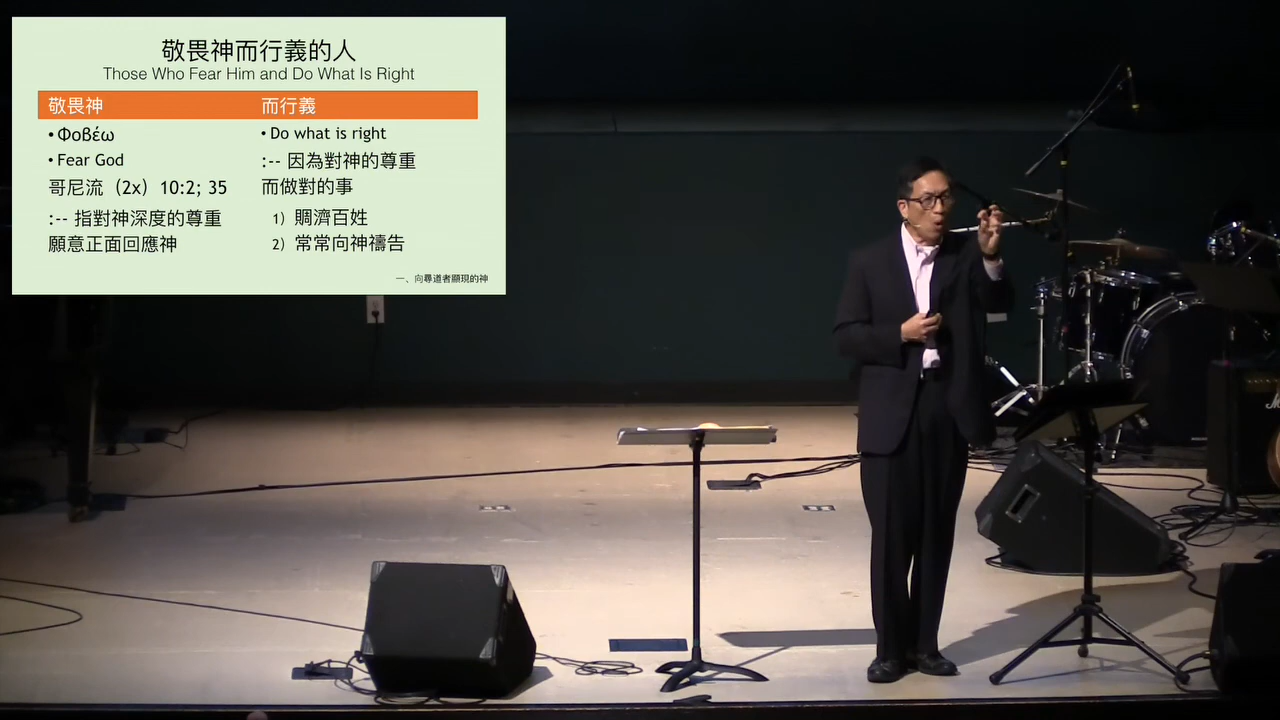 敬畏神而行義的人
Those Who Fear Him and Do What Is Right
敬畏神
而行義
•Φοβέω
•Fear God
哥尼流（2x）10:2; 35
:-- 指對神深度的尊重
願意正面回應神
•Do what is right
:-- 因為對神的尊重
而做對的事
1) 賙濟百姓
2) 常常向神禱告
一、向尋道者顯現的神